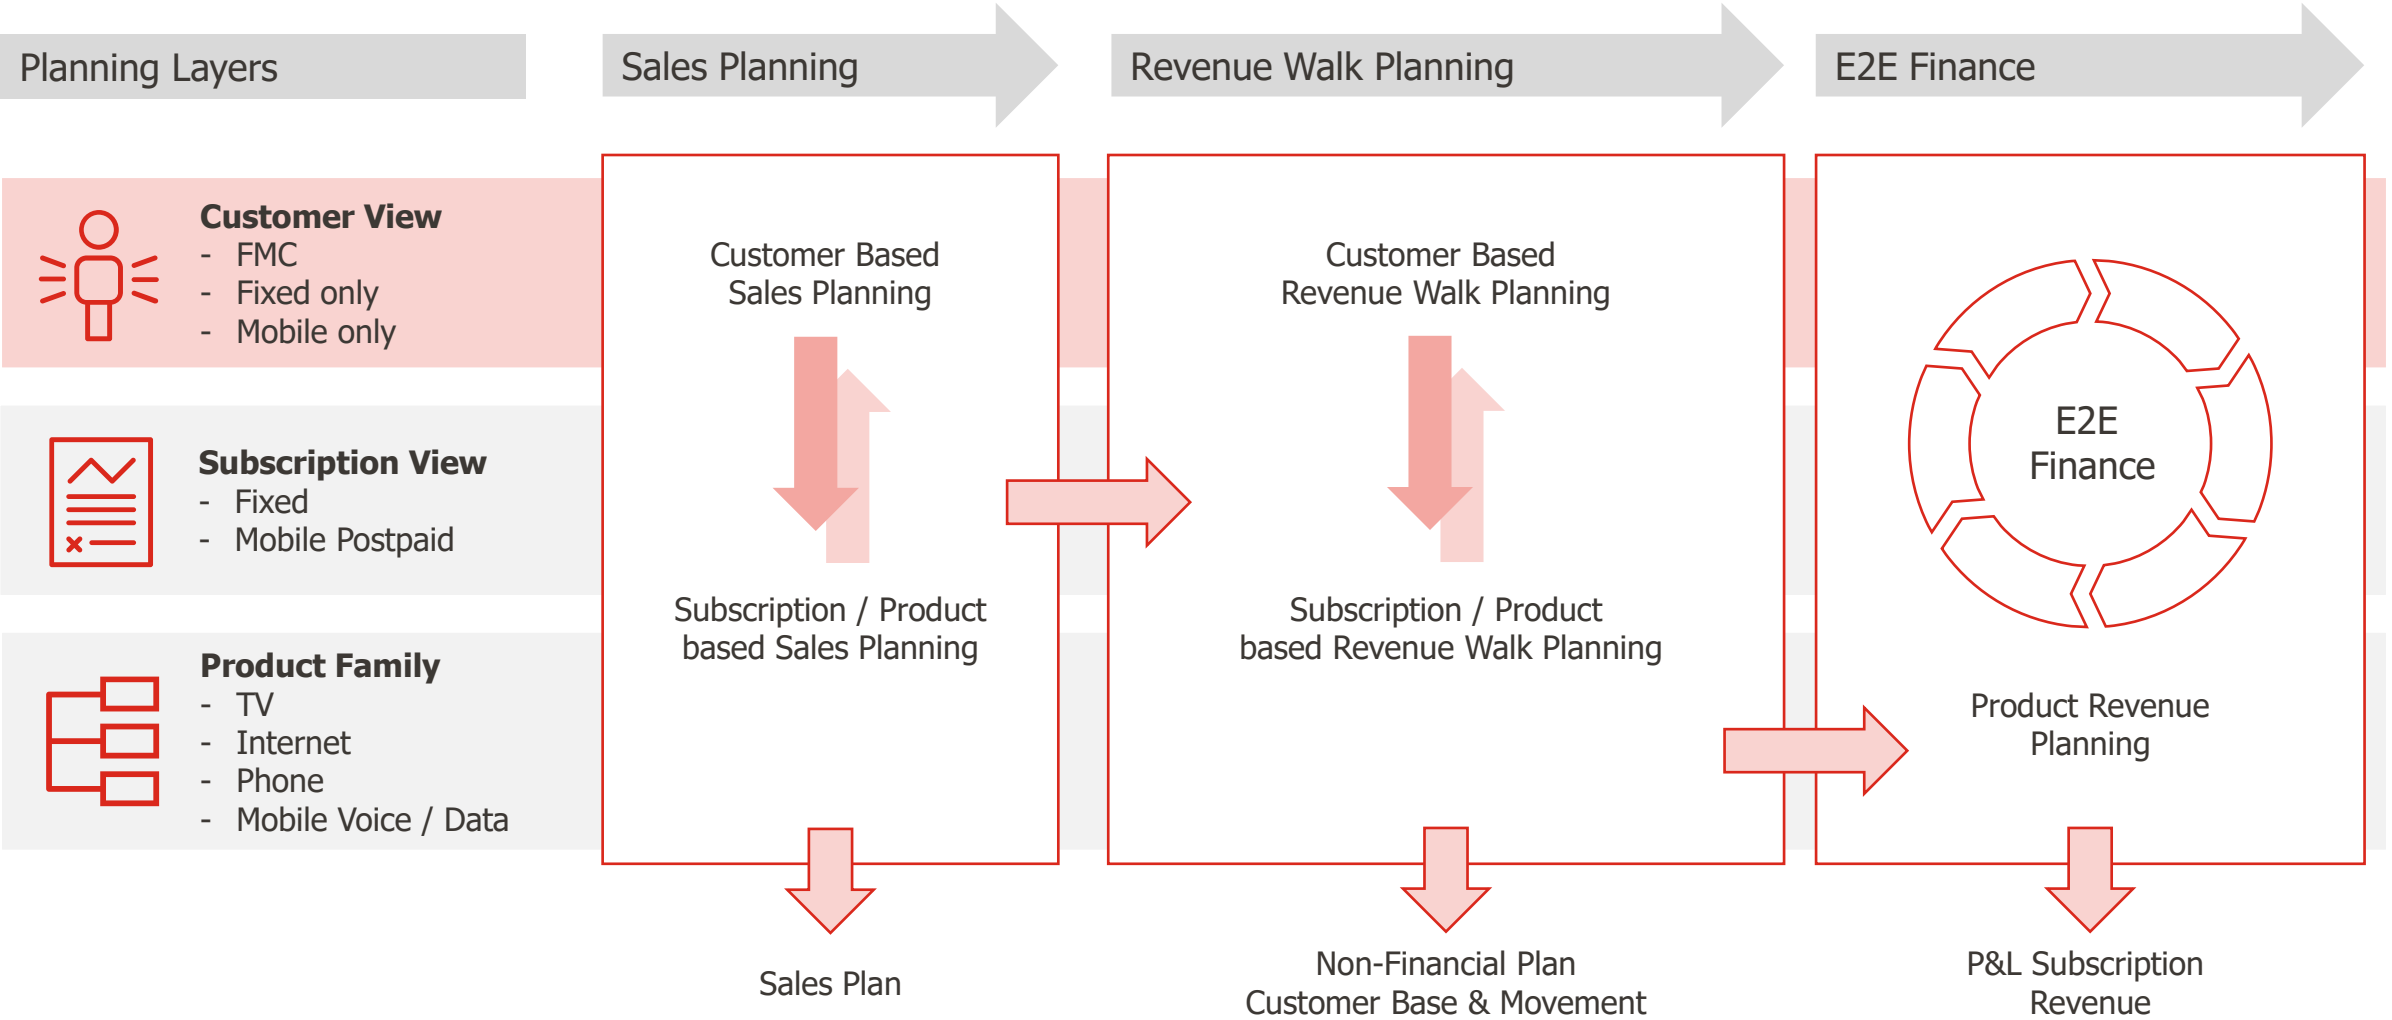 Planning Layers
Sales Planning
Revenue Walk Planning
E2E Finance
Customer View
- FMC
- Fixed only
- Mobile only
Subscription View
- Fixed
- Mobile Postpaid
Product Family
- TV
- Internet
- Phone
- Mobile Voice / Data
Customer Based
Sales Planning
Subscription / Product
based Sales Planning
Sales Plan
Customer Based
Revenue Walk Planning
Subscription / Product
based Revenue Walk Planning
Non-Financial Plan
Customer Base & Movement
E2E
Finance
Product Revenue
Planning
P&L Subscription
Revenue